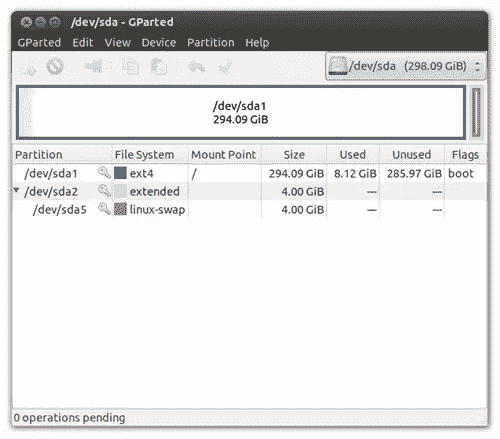 /dev/sda - GParted
GParted Edit View Device Partition Help
/dev/sda (298.09 GiB)
/dev/sda1
294.09 GiB
Partition File System Mount Point Size Used Unused Flags
/dev/sda1 ext4 / 294.09 GiB 8.12 GiB 285.97 GiB boot
/dev/sda2 extended 4.00 GiB --- ---
/dev/sda5 linux-swap 4.00 GiB --- ---
0 operations pending